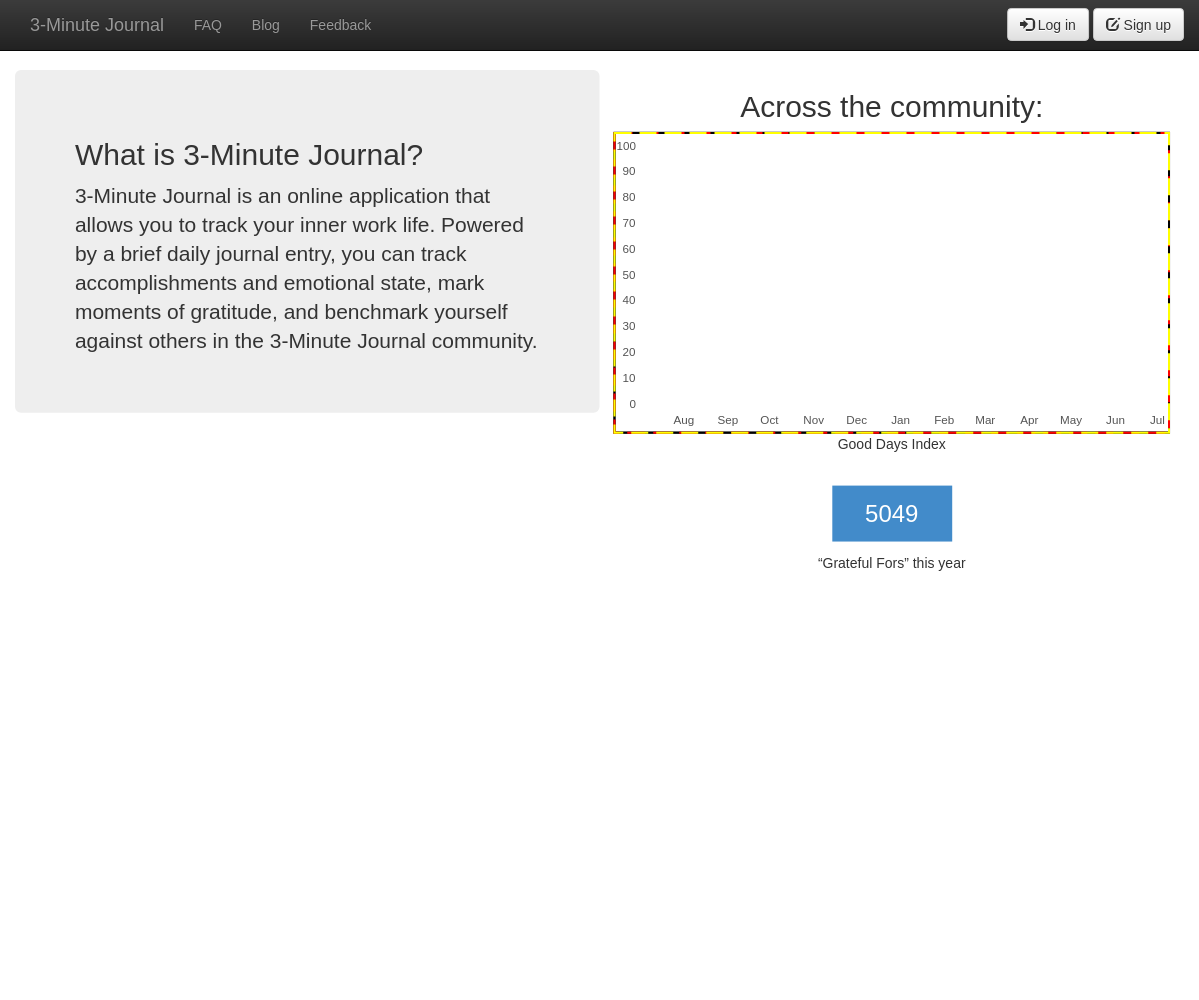 3-Minute Journal FAQ Blog Feedback Log in Sign up
What is 3-Minute Journal?
3-Minute Journal is an online application that
allows you to track your inner work life. Powered
by a brief daily journal entry, you can track
accomplishments and emotional state, mark
moments of gratitude, and benchmark yourself
against others in the 3-Minute Journal community.
Across the community:
100
90
80
70
60
50
40
30
20
10
0
Aug Sep Oct Nov Dec Jan Feb Mar Apr May Jun Jul
Good Days Index
5049
“Grateful Fors” this year